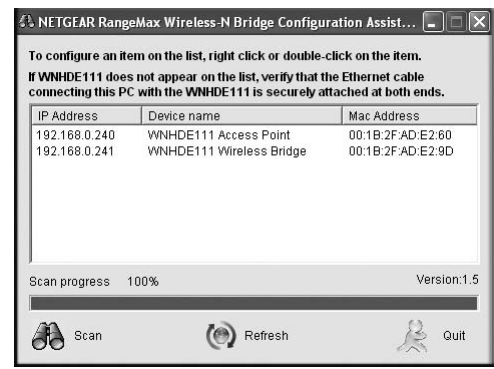 NETGEAR RangeMax Wireless-N Bridge Configuration Assist...
To configure an item on the list, right click or double-click on the item.
If WNHDE111 does not appear on the list, verify that the Ethernet cable
connecting this PC with the WNHDE111 is securely attached at both ends.
IP Address Device name Mac Address
192.168.0.240 WNHDE111 Access Point 00:1B:2F:AD:E2:60
192.168.0.241 WNHDE111 Wireless Bridge 00:1B:2F:AD:E2:9D
Scan progress 100% Version:1.5
Scan Refresh Quit